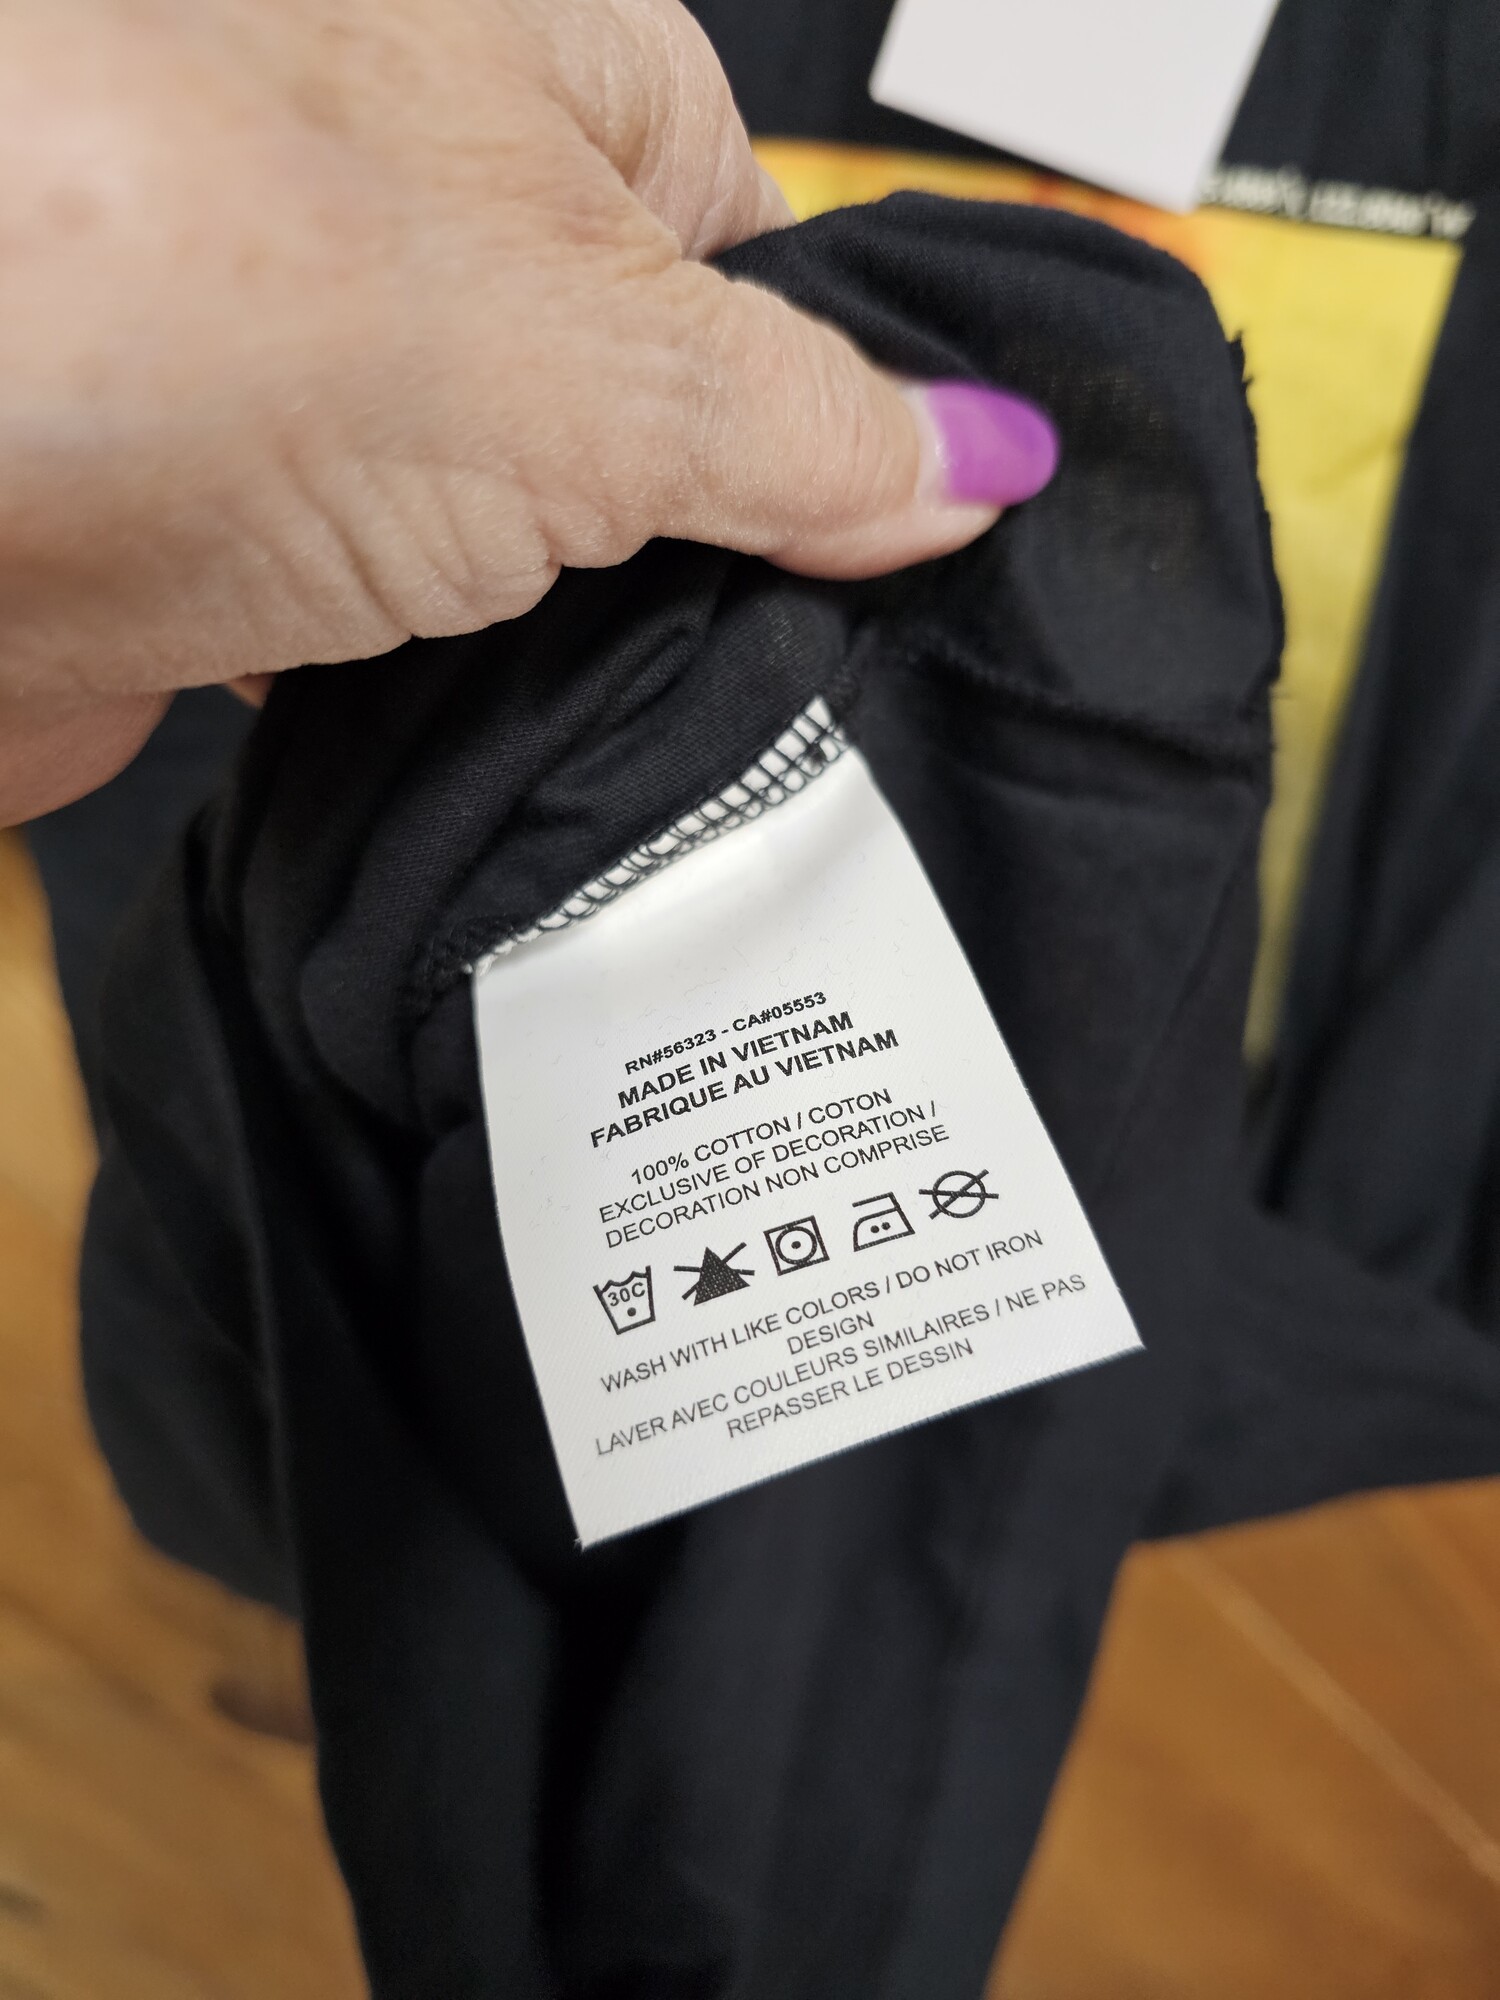 RN#56323 - CA#05553
MADE IN VIETNAM
FABRIQUE AU VIETNAM
100% COTTON / COTON
EXCLUSIVE OF DECORATION /
DECORATION NON COMPRISE
30C
WASH WITH LIKE COLORS / DO NOT IRON
DESIGN
LAVER AVEC COULEURS SIMILAIRES / NE PAS
REPASSER LE DESSIN